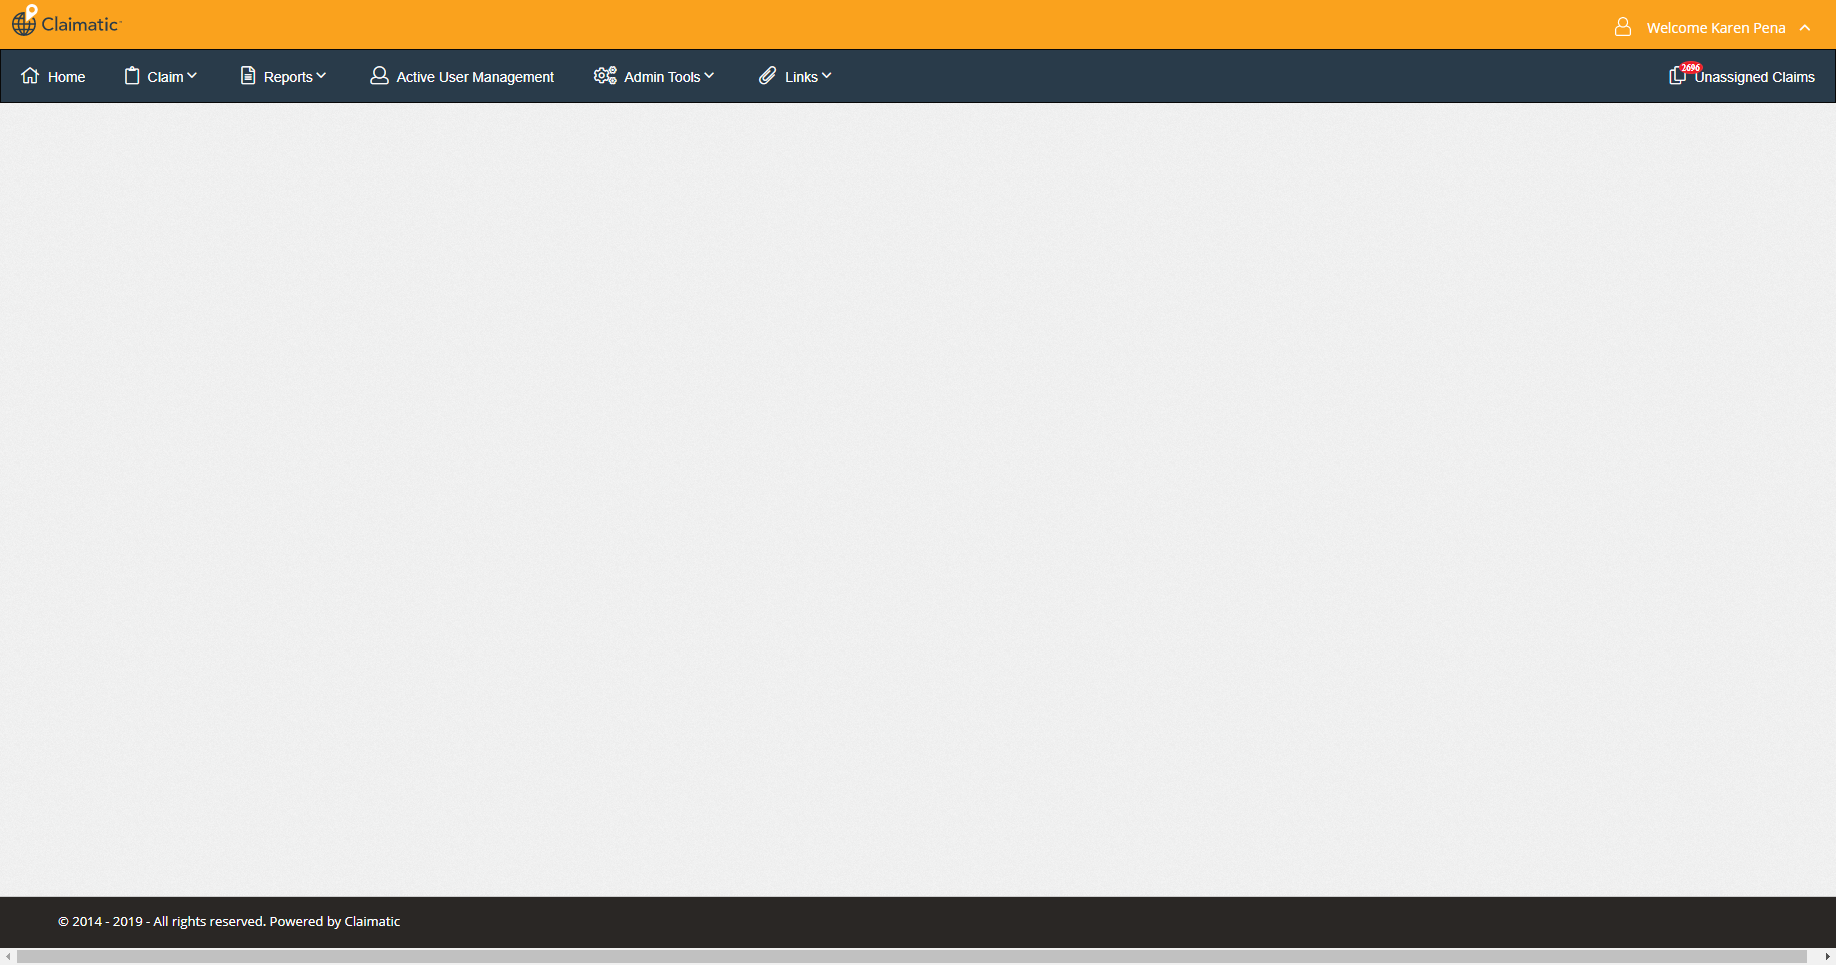 Claimatic
Welcome Karen Pena
Home
Claim
Reports
Active User Management
Admin Tools
Links
2696
Unassigned Claims
© 2014 - 2019 - All rights reserved. Powered by Claimatic